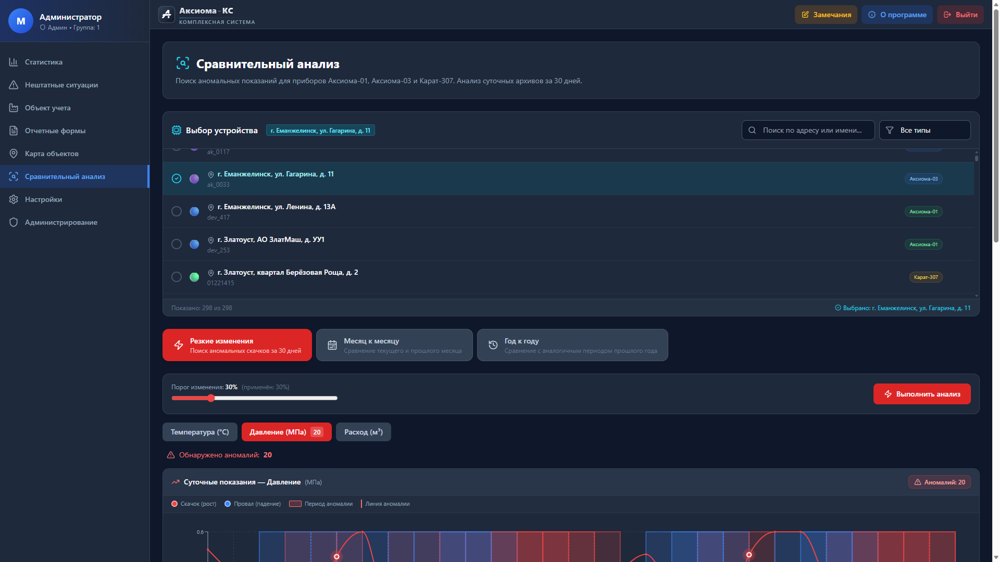 М
Администратор
Админ • Группа: 1
Статистика
Нештатные ситуации
Объект учета
Отчетные формы
Карта объектов
Сравнительный анализ
Настройки
Администрирование
Аксиома-КС
КОМПЛЕКСНАЯ СИСТЕМА
Замечания
О программе
Выйти
Сравнительный анализ
Поиск аномальных показаний для приборов Аксиома-01, Аксиома-03 и Карат-307. Анализ суточных архивов за 30 дней.
Выбор устройства
г. Еманжелинск, ул. Гагарина, д. 11
Поиск по адресу или имени...
Все типы
ak_0117
г. Еманжелинск, ул. Гагарина, д. 11
ak_0033
Аксиома-03
г. Еманжелинск, ул. Ленина, д. 13А
dev_417
Аксиома-01
г. Златоуст, АО ЗлатМаш, д. УУ1
dev_253
Аксиома-01
г. Златоуст, квартал Берёзовая Роща, д. 2
01221415
Карат-307
Показано: 298 из 298
Выбрано: г. Еманжелинск, ул. Гагарина, д. 11
Резкие изменения
Поиск аномальных скачков за 30 дней
Месяц к месяцу
Сравнение текущего и прошлого месяца
Год к году
Сравнение с аналогичным периодом прошлого года
Порог изменения: 30% (применён: 30%)
Выполнить анализ
Температура (°C)
Давление (МПа) 20
Расход (м³)
Обнаружено аномалий: 20
Суточные показания — Давление (МПа)
Аномалий: 20
Скачок (рост)
Провал (падение)
Период аномалии
Линия аномалии
0.6